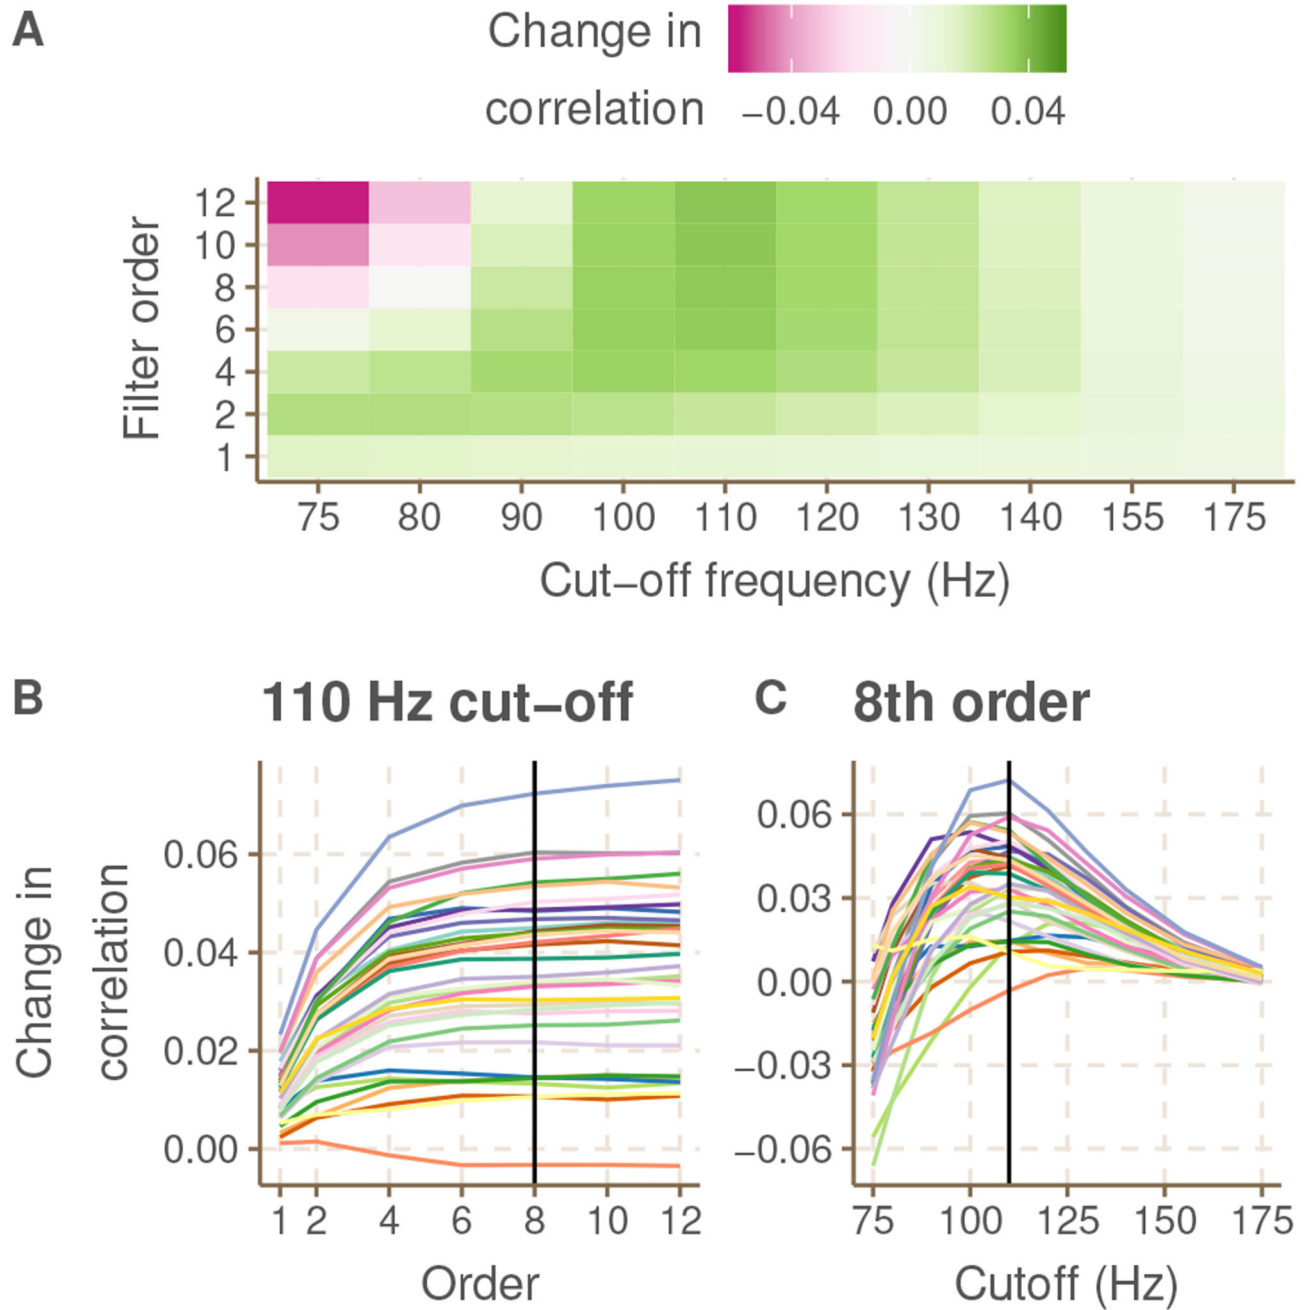 A
Change in
correlation
−0.04 0.00 0.04
Filter order
12
10
8
6
4
2
1
75 80 90 100 110 120 130 140 155 175
Cut−off frequency (Hz)
B
110 Hz cut−off
Change in
correlation
0.06
0.04
0.02
0.00
1 2 4 6 8 10 12
Order
C
8th order
0.06
0.03
0.00
−0.03
−0.06
75 100 125 150 175
Cutoff (Hz)